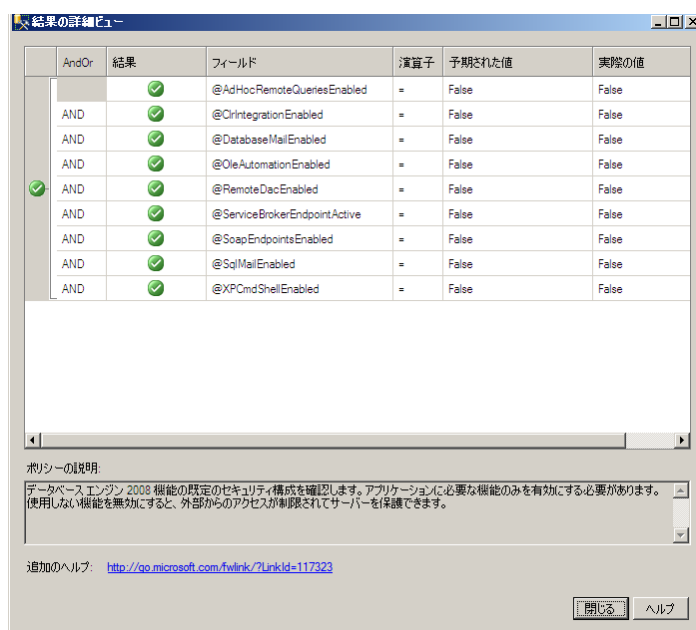 結果の詳細ビュー
AndOr 結果 フィールド 演算子 予期された値 実際の値
@AdHocRemoteQueriesEnabled = False False
AND @ClrIntegrationEnabled = False False
AND @DatabaseMailEnabled = False False
AND @OleAutomationEnabled = False False
AND @RemoteDacEnabled = False False
AND @ServiceBrokerEndpointActive = False False
AND @SoapEndpointsEnabled = False False
AND @SqlMailEnabled = False False
AND @XPCmdShellEnabled = False False
ポリシーの説明:
データベース エンジン 2008 機能の既定のセキュリティ構成を確認します。アプリケーションに必要な機能のみを有効にする必要があります。
使用しない機能を無効にすると、外部からのアクセスが制限されてサーバーを保護できます。
追加のヘルプ: http://go.microsoft.com/fwlink/?LinkId=117323
閉じる ヘルプ